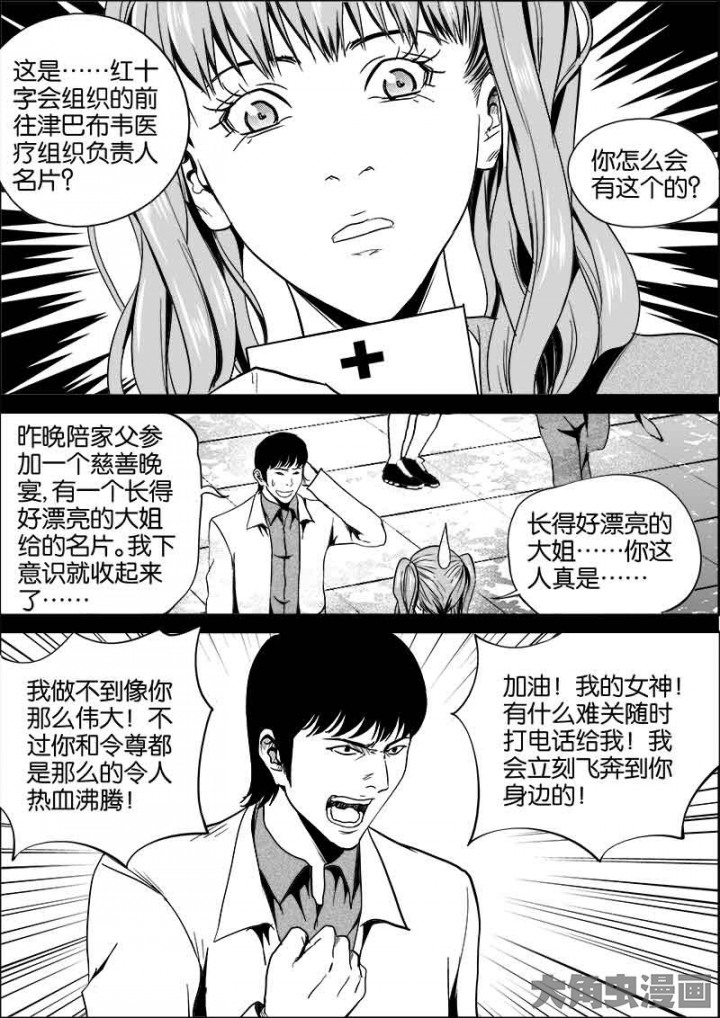 这是……红十
字会组织的前
往津巴布韦医
疗组织负责人
名片？
你怎么会
有这个的？
昨晚陪家父参
加一个慈善晚
宴，有一个长得
好漂亮的大姐
给的名片。我下
意识就收起来
了……
长得好漂亮的
大姐……你这
人真是……
我做不到像你
那么伟大！不
过你和令尊都
是那么的令人
热血沸腾！
加油！我的女神！
有什么难关随时
打电话给我！我
会立刻飞奔到你
身边的！
大角虫漫画